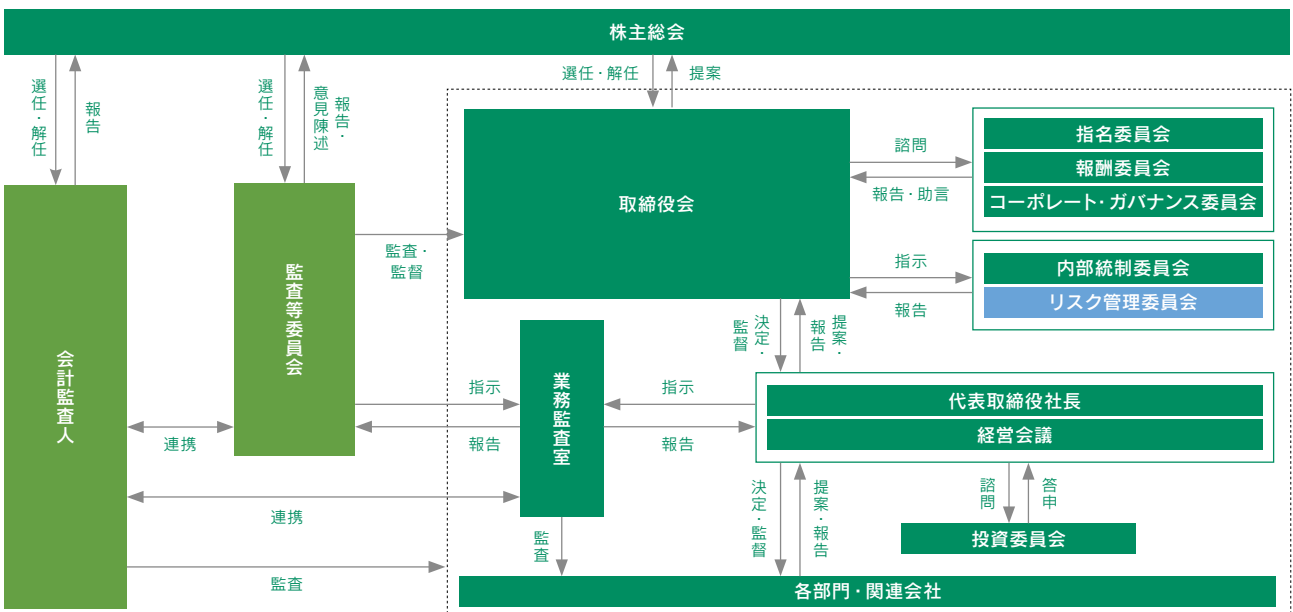 株主総会
選任・解任
報告
選任・解任
報告・
意見陳述
選任・解任
提案
取締役会
諮問
報告・助言
指名委員会
報酬委員会
コーポレート・ガバナンス委員会
監査・
監督
指示
報告
内部統制委員会
リスク管理委員会
会計監査人
監査等委員会
決定・
監督
提案・
報告
業務監査室
指示
報告
指示
報告
代表取締役社長
経営会議
連携
連携
監査
決定・監督
提案・報告
諮問
答申
投資委員会
監査
各部門・関連会社